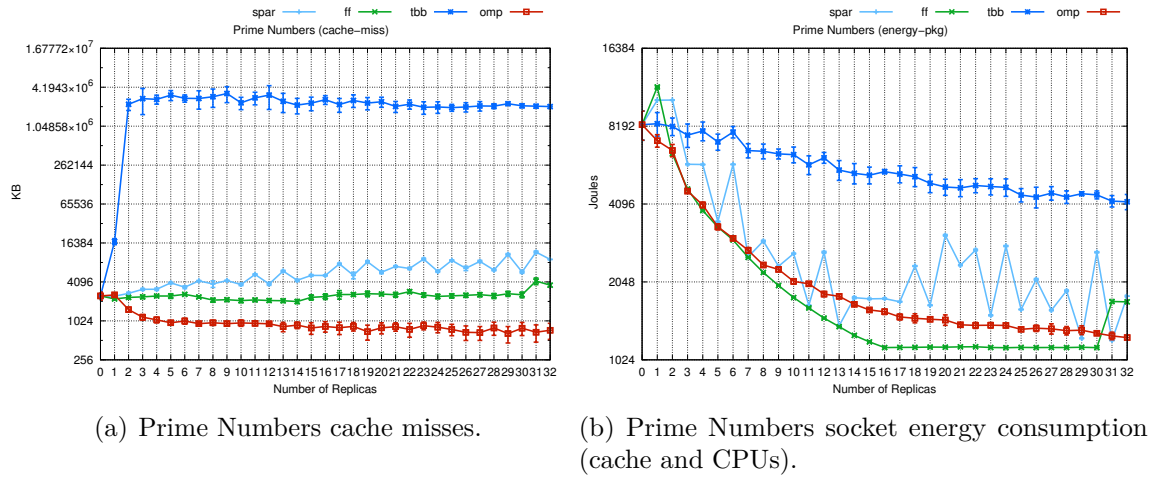 spar ff tbb omp
Prime Numbers (cache-miss)
1.67772×10^7
4.1943×10^6
1.04858×10^6
262144
65536
16384
4096
1024
256
KB
0 1 2 3 4 5 6 7 8 9 10 11 12 13 14 15 16 17 18 19 20 21 22 23 24 25 26 27 28 29 30 31 32
Number of Replicas
(a) Prime Numbers cache misses.
spar ff tbb omp
Prime Numbers (energy-pkg)
16384
8192
4096
2048
1024
Joules
0 1 2 3 4 5 6 7 8 9 10 11 12 13 14 15 16 17 18 19 20 21 22 23 24 25 26 27 28 29 30 31 32
Number of Replicas
(b) Prime Numbers socket energy consumption
(cache and CPUs).